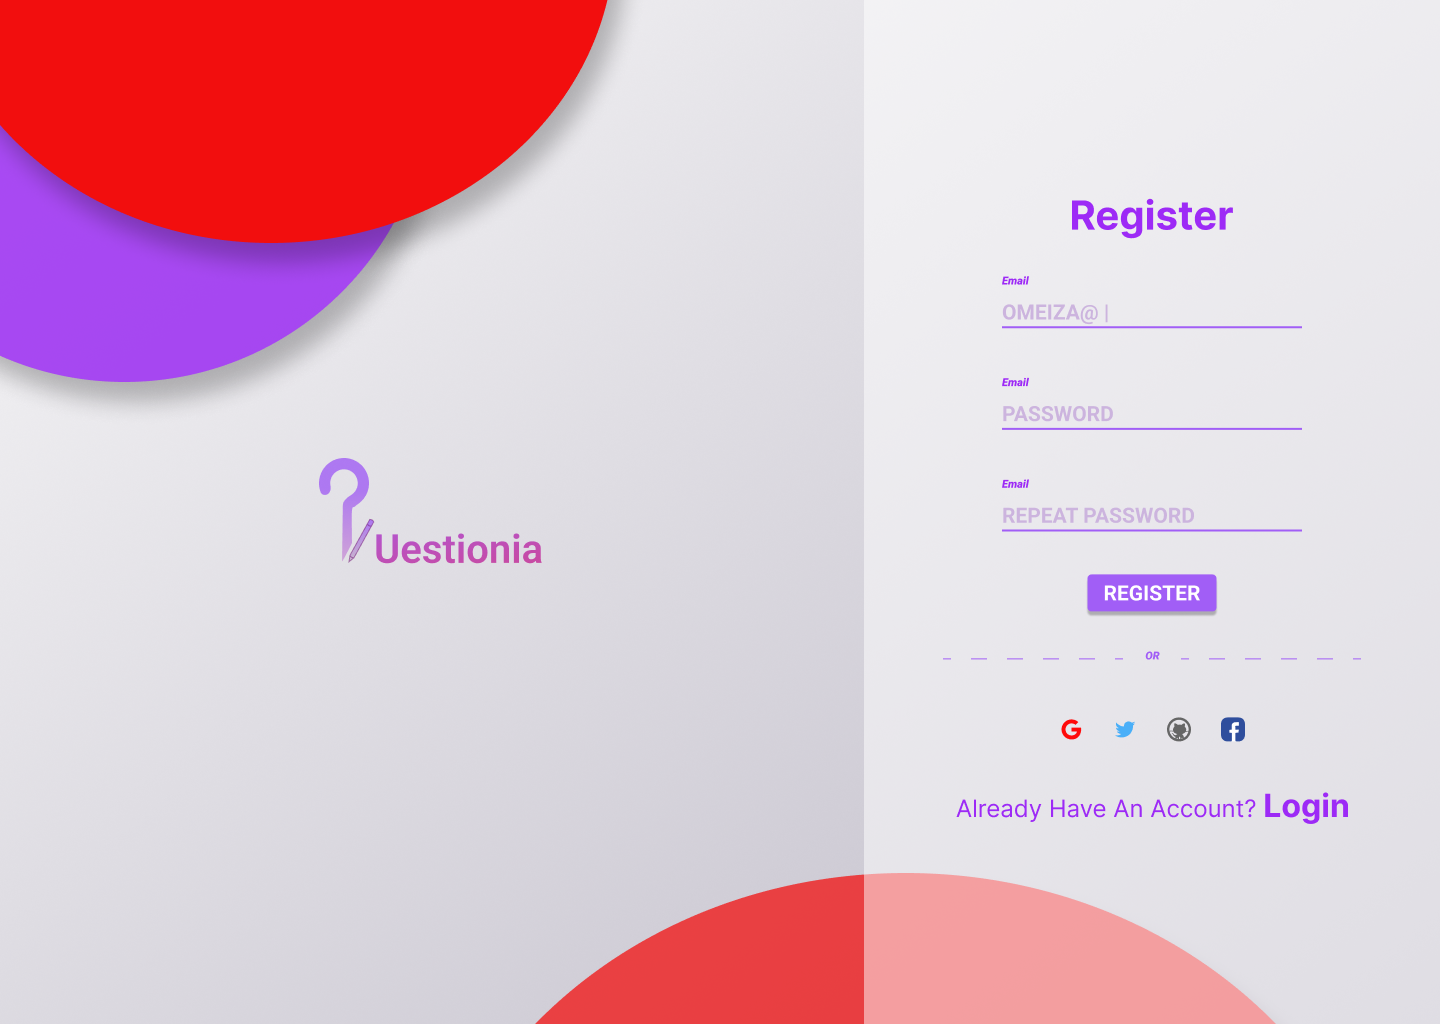 Uestionia
Register
Email
OMEIZA@ |
Email
PASSWORD
Email
REPEAT PASSWORD
REGISTER
OR
Already Have An Account? Login